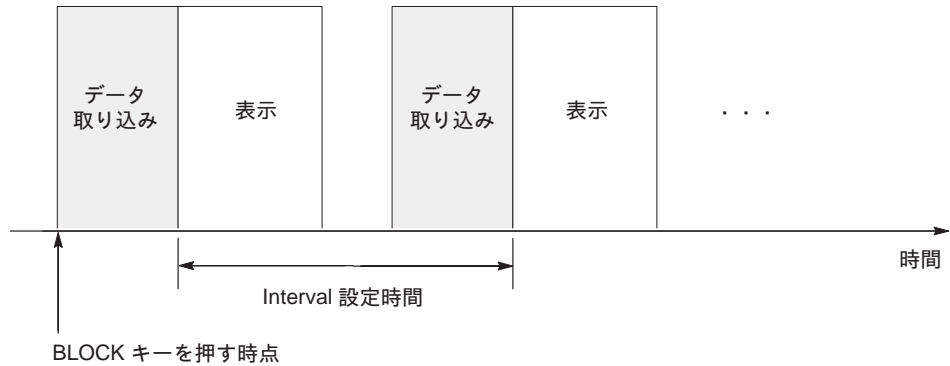 データ
取り込み
表示
データ
取り込み
表示
・・・
時間
Interval 設定時間
BLOCK キーを押す時点